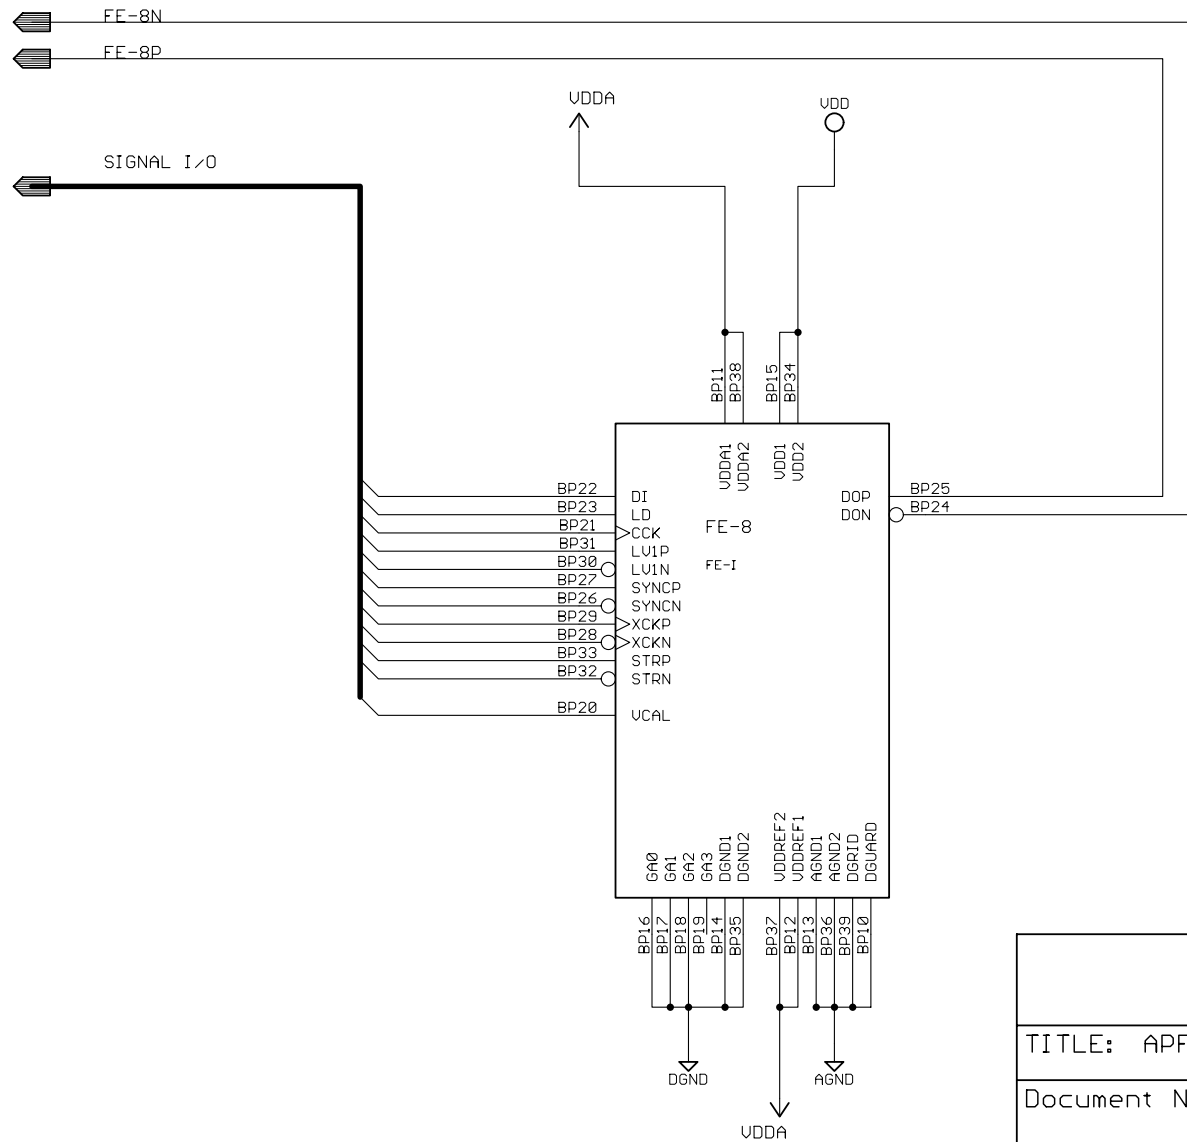 FE-8N
FE-8P
VDDA
VDD
SIGNAL I/O
BP11
BP38
BP15
BP34
VDDA1
VDDA2
VDD1
VDD2
BP22 DI
BP23 LD
BP21 CCK
BP31 LV1P
BP30 LV1N
BP27 SYNCP
BP26 SYNCN
BP29 XCKP
BP28 XCKN
BP33 STRP
BP32 STRN
BP20 VCAL
DOP BP25
DON BP24
FE-8
FE-I
GA0
GA1
GA2
GA3
DGND1
DGND2
VDDREF2
VDDREF1
AGND1
AGND2
DGRID
DGUARD
BP16
BP17
BP18
BP19
BP14
BP35
BP37
BP12
BP13
BP36
BP39
BP10
DGND
AGND
VDDA
TITLE:
Document